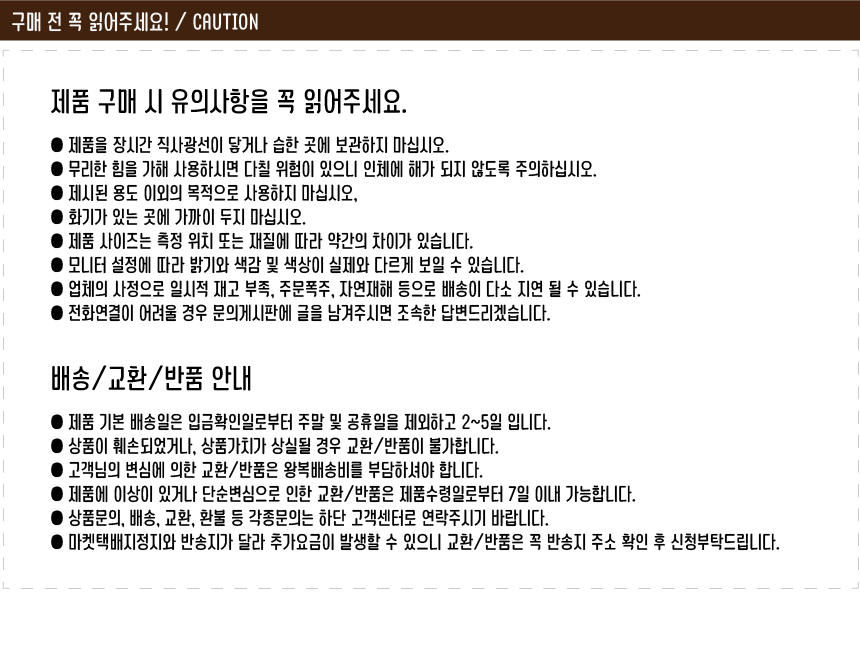 구매 전 꼭 읽어주세요! / CAUTION
제품 구매 시 유의사항을 꼭 읽어주세요.
● 제품을 장시간 직사광선이 닿거나 습한 곳에 보관하지 마십시오.
● 무리한 힘을 가해 사용하시면 다칠 위험이 있으니 인체에 해가 되지 않도록 주의하십시오.
● 제시된 용도 이외의 목적으로 사용하지 마십시오,
● 화기가 있는 곳에 가까이 두지 마십시오.
● 제품 사이즈는 측정 위치 또는 재질에 따라 약간의 차이가 있습니다.
● 모니터 설정에 따라 밝기와 색감 및 색상이 실제와 다르게 보일 수 있습니다.
● 업체의 사정으로 일시적 재고 부족, 주문폭주, 자연재해 등으로 배송이 다소 지연 될 수 있습니다.
● 전화연결이 어려울 경우 문의게시판에 글을 남겨주시면 조속한 답변드리겠습니다.
배송/교환/반품 안내
● 제품 기본 배송일은 입금확인일로부터 주말 및 공휴일을 제외하고 2~5일 입니다.
● 상품이 훼손되었거나, 상품가치가 상실될 경우 교환/반품이 불가합니다.
● 고객님의 변심에 의한 교환/반품은 왕복배송비를 부담하셔야 합니다.
● 제품에 이상이 있거나 단순변심으로 인한 교환/반품은 제품수령일로부터 7일 이내 가능합니다.
● 상품문의, 배송, 교환, 환불 등 각종문의는 하단 고객센터로 연락주시기 바랍니다.
● 마켓택배지정지와 반송지가 달라 추가요금이 발생할 수 있으니 교환/반품은 꼭 반송지 주소 확인 후 신청부탁드립니다.